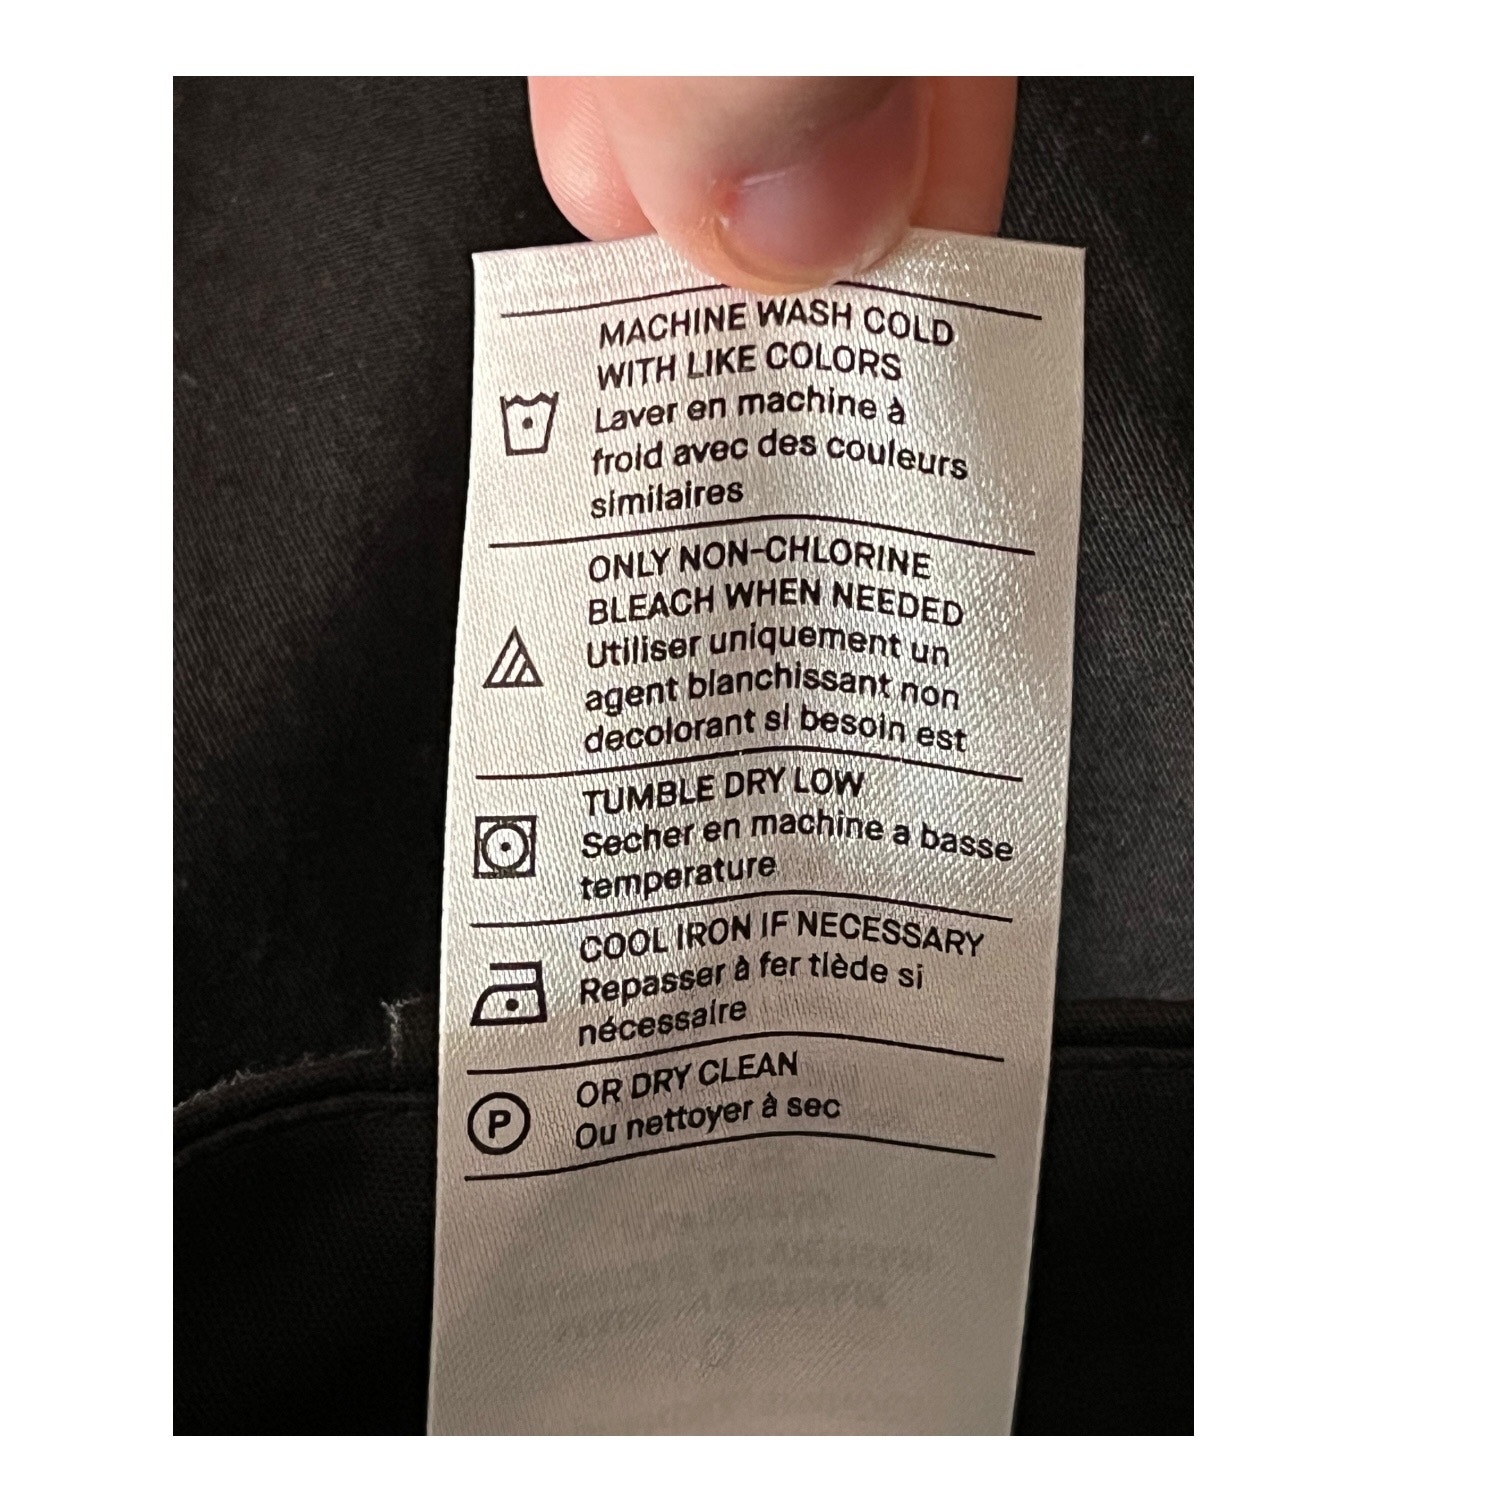 MACHINE WASH COLD
WITH LIKE COLORS
Laver en machine à
froid avec des couleurs
similaires
ONLY NON-CHLORINE
BLEACH WHEN NEEDED
Utiliser uniquement un
agent blanchissant non
decolorant si besoin est
TUMBLE DRY LOW
Secher en machine a basse
temperature
COOL IRON IF NECESSARY
Repasser à fer tiède si
nécessaire
P
OR DRY CLEAN
Ou nettoyer à sec